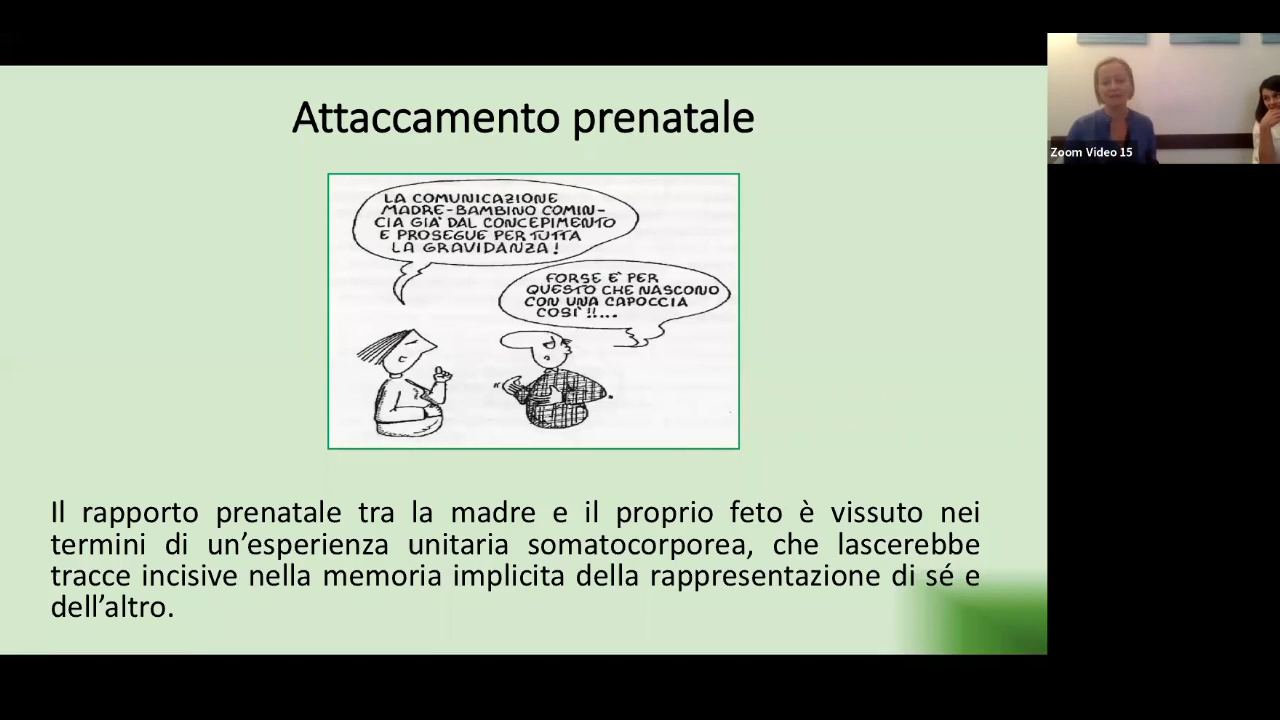 Attaccamento prenatale
LA COMUNICAZIONE
MADRE-BAMBINO COMIN-
CIA GIA' DAL CONCEPIMENTO
E PROSEGUE PER TUTTA
LA GRAVIDANZA!
FORSE E' PER
QUESTO CHE NASCONO
CON UNA CAPOCCIA
COSI' !!...
Il rapporto prenatale tra la madre e il proprio feto è vissuto nei
termini di un’esperienza unitaria somatocorporea, che lascerebbe
tracce incisive nella memoria implicita della rappresentazione di sé e
dell’altro.
Zoom Video 15